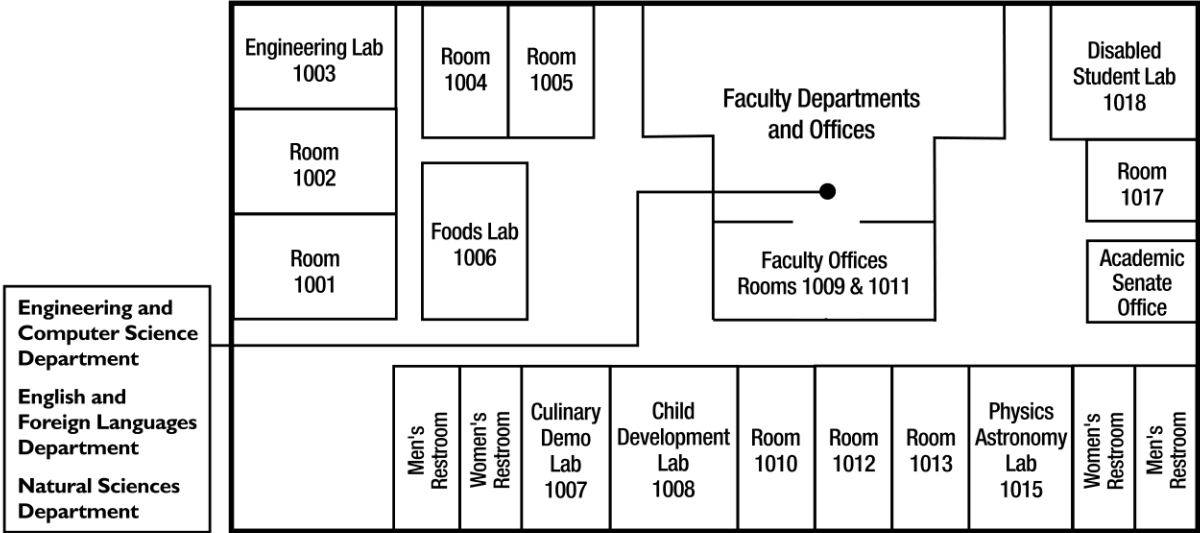 Engineering Lab
1003
Room
1004
Room
1005
Faculty Departments
and Offices
Disabled
Student Lab
1018
Room
1002
Room
1017
Foods Lab
1006
Room
1001
Faculty Offices
Rooms 1009 & 1011
Academic
Senate
Office
Engineering and
Computer Science
Department
English and
Foreign Languages
Department
Natural Sciences
Department
Men's
Restroom
Women's
Restroom
Culinary
Demo
Lab
1007
Child
Development
Lab
1008
Room
1010
Room
1012
Room
1013
Physics
Astronomy
Lab
1015
Women's
Restroom
Men's
Restroom